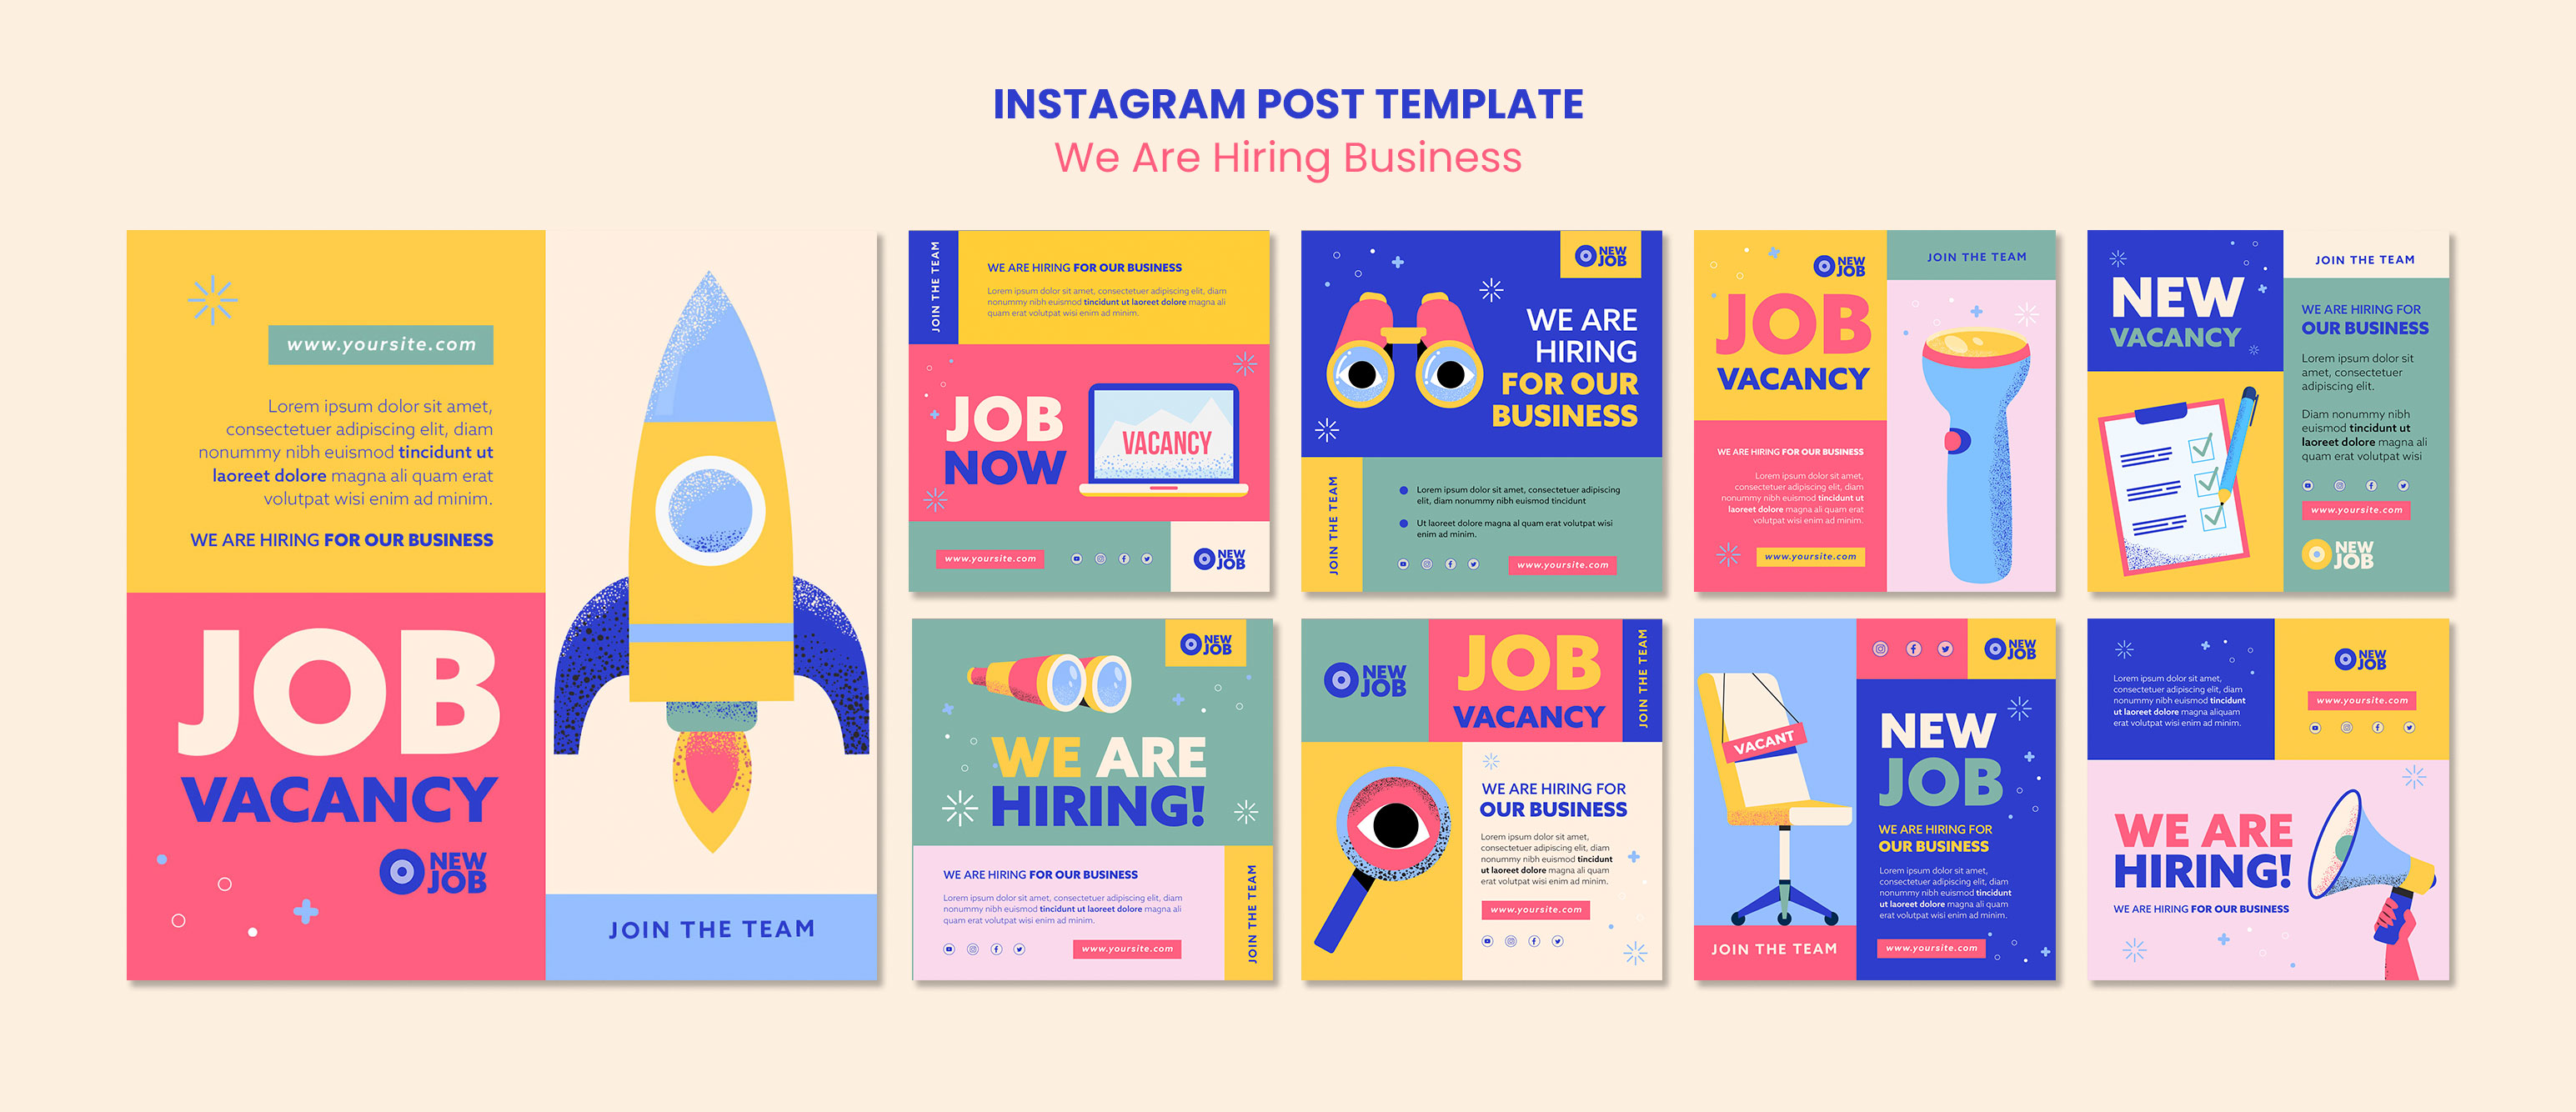 INSTAGRAM POST TEMPLATE
We Are Hiring Business
www.yoursite.com
Lorem ipsum dolor sit amet,
consectetuer adipiscing elit, diam
nonummy nibh euismod tincidunt ut
laoreet dolore magna ali quam erat
volutpat wisi enim ad minim.
WE ARE HIRING FOR OUR BUSINESS
JOB
VACANCY
NEW
JOB
JOIN THE TEAM
JOIN THE TEAM
WE ARE HIRING FOR OUR BUSINESS
Lorem ipsum dolor sit amet, consectetuer adipiscing elit, diam
nonummy nibh euismod tincidunt ut laoreet dolore magna ali
quam erat volutpat wisi enim ad minim.
JOB
NOW
VACANCY
www.yoursite.com
NEW
JOB
NEW
JOB
WE ARE
HIRING
FOR OUR
BUSINESS
JOIN THE TEAM
Lorem ipsum dolor sit amet, consectetuer adipiscing
elit, diam nonummy nibh euismod tincidunt
Ut laoreet dolore magna al quam erat volutpat wisi
enim ad minim.
www.yoursite.com
NEW
JOB
JOB
VACANCY
JOIN THE TEAM
WE ARE HIRING FOR OUR BUSINESS
Lorem ipsum dolor sit amet,
consectetuer adipiscing elit, diam
nonummy nibh euismod tincidunt ut
laoreet dolore magna ali quam erat
volutpat wisi enim ad minim.
www.yoursite.com
NEW
VACANCY
JOIN THE TEAM
WE ARE HIRING FOR
OUR BUSINESS
Lorem ipsum dolor sit
amet, consectetuer
adipiscing elit.
Diam nonummy nibh
euismod tincidunt ut
laoreet dolore magna ali
quam erat volutpat wisi
www.yoursite.com
NEW
JOB
NEW
JOB
WE ARE
HIRING!
WE ARE HIRING FOR OUR BUSINESS
Lorem ipsum dolor sit amet, consectetuer adipiscing elit, diam
nonummy nibh euismod tincidunt ut laoreet dolore magna ali
quam erat volutpat wisi enim ad minim.
www.yoursite.com
JOIN THE TEAM
NEW
JOB
JOB
VACANCY
JOIN THE TEAM
WE ARE HIRING FOR
OUR BUSINESS
Lorem ipsum dolor sit amet,
consectetuer adipiscing elit, diam
nonummy nibh euismod tincidunt
ut laoreet dolore magna ali quam
erat volutpat wisi enim ad minim.
www.yoursite.com
VACANT
JOIN THE TEAM
NEW
JOB
NEW
JOB
WE ARE HIRING FOR
OUR BUSINESS
Lorem ipsum dolor sit amet,
consectetuer adipiscing elit, diam
nonummy nibh euismod tincidunt
ut laoreet dolore magna ali quam
erat volutpat wisi enim ad minim.
www.yoursite.com
Lorem ipsum dolor sit amet,
consectetuer adipiscing elit, diam
nonummy nibh euismod tincidunt
ut laoreet dolore magna aliquam
erat volutpat wisi enim ad minim.
NEW
JOB
www.yoursite.com
WE ARE
HIRING!
WE ARE HIRING FOR OUR BUSINESS